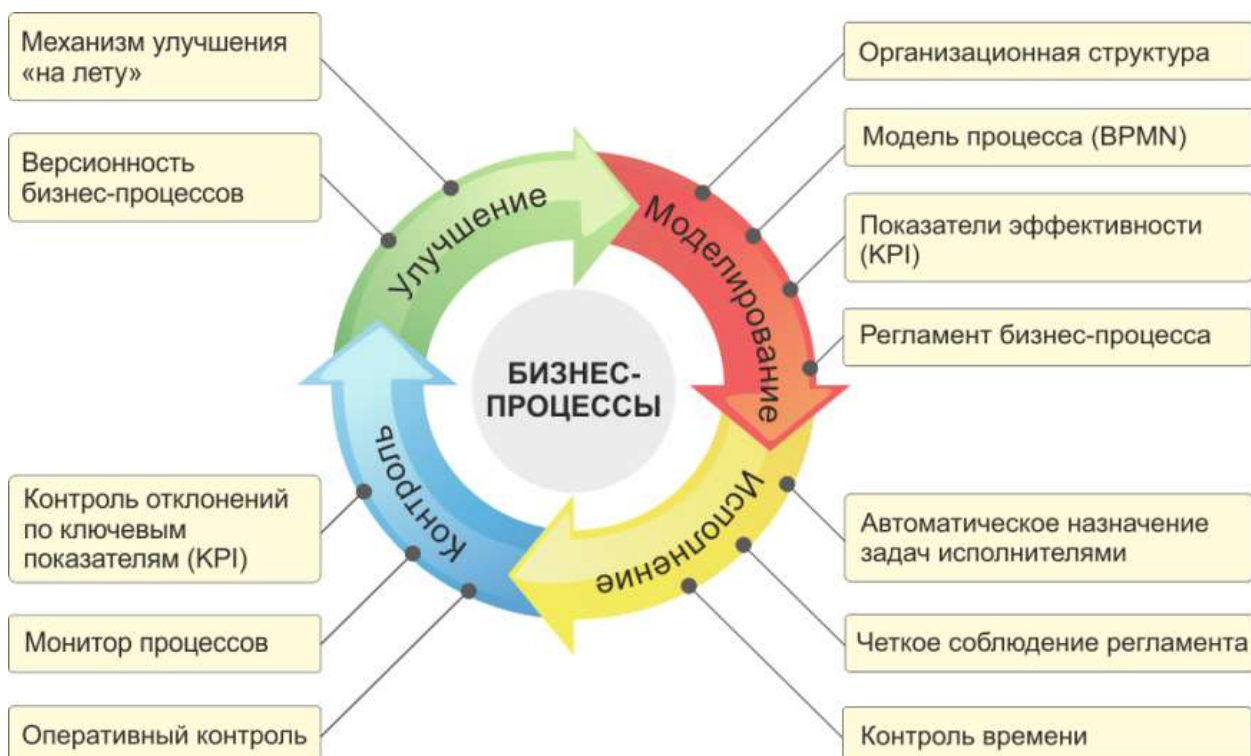 Механизм улучшения
«на лету»
Версионность
бизнес-процессов
Организационная структура
Модель процесса (BPMN)
Показатели эффективности
(KPI)
Регламент бизнес-процесса
Улучшение
Моделирование
БИЗНЕС-
ПРОЦЕССЫ
Контроль
Исполнение
Контроль отклонений
по ключевым
показателям (KPI)
Монитор процессов
Оперативный контроль
Автоматическое назначение
задач исполнителями
Четкое соблюдение регламента
Контроль времени